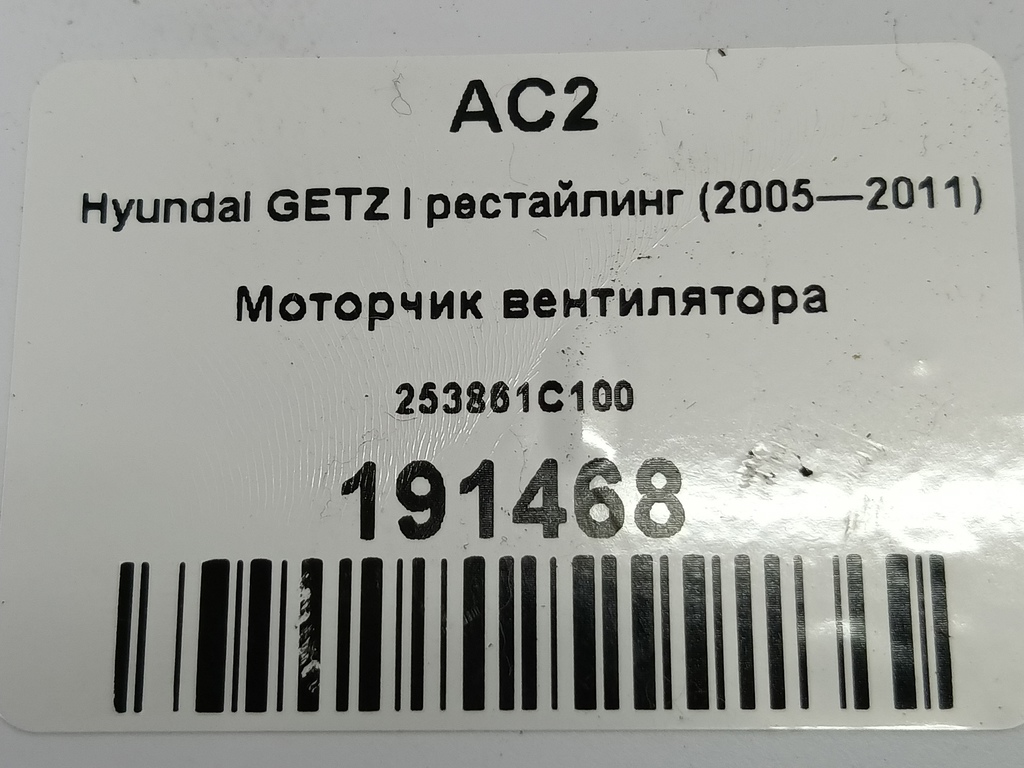 AC2
Hyundai GETZ I рестайлинг (2005—2011)
Моторчик вентилятора
253861C100
191468